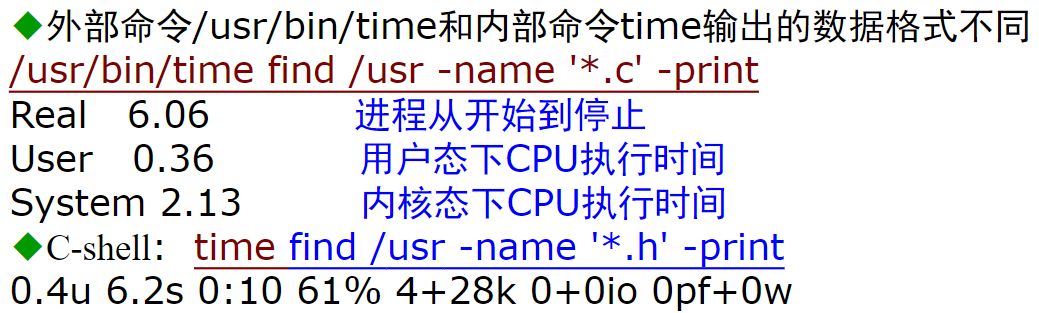 ◆外部命令/usr/bin/time和内部命令time输出的数据格式不同
/usr/bin/time find /usr -name '*.c' -print
Real 6.06 进程从开始到停止
User 0.36 用户态下CPU执行时间
System 2.13 内核态下CPU执行时间
◆C-shell: time find /usr -name '*.h' -print
0.4u 6.2s 0:10 61% 4+28k 0+0io 0pf+0w